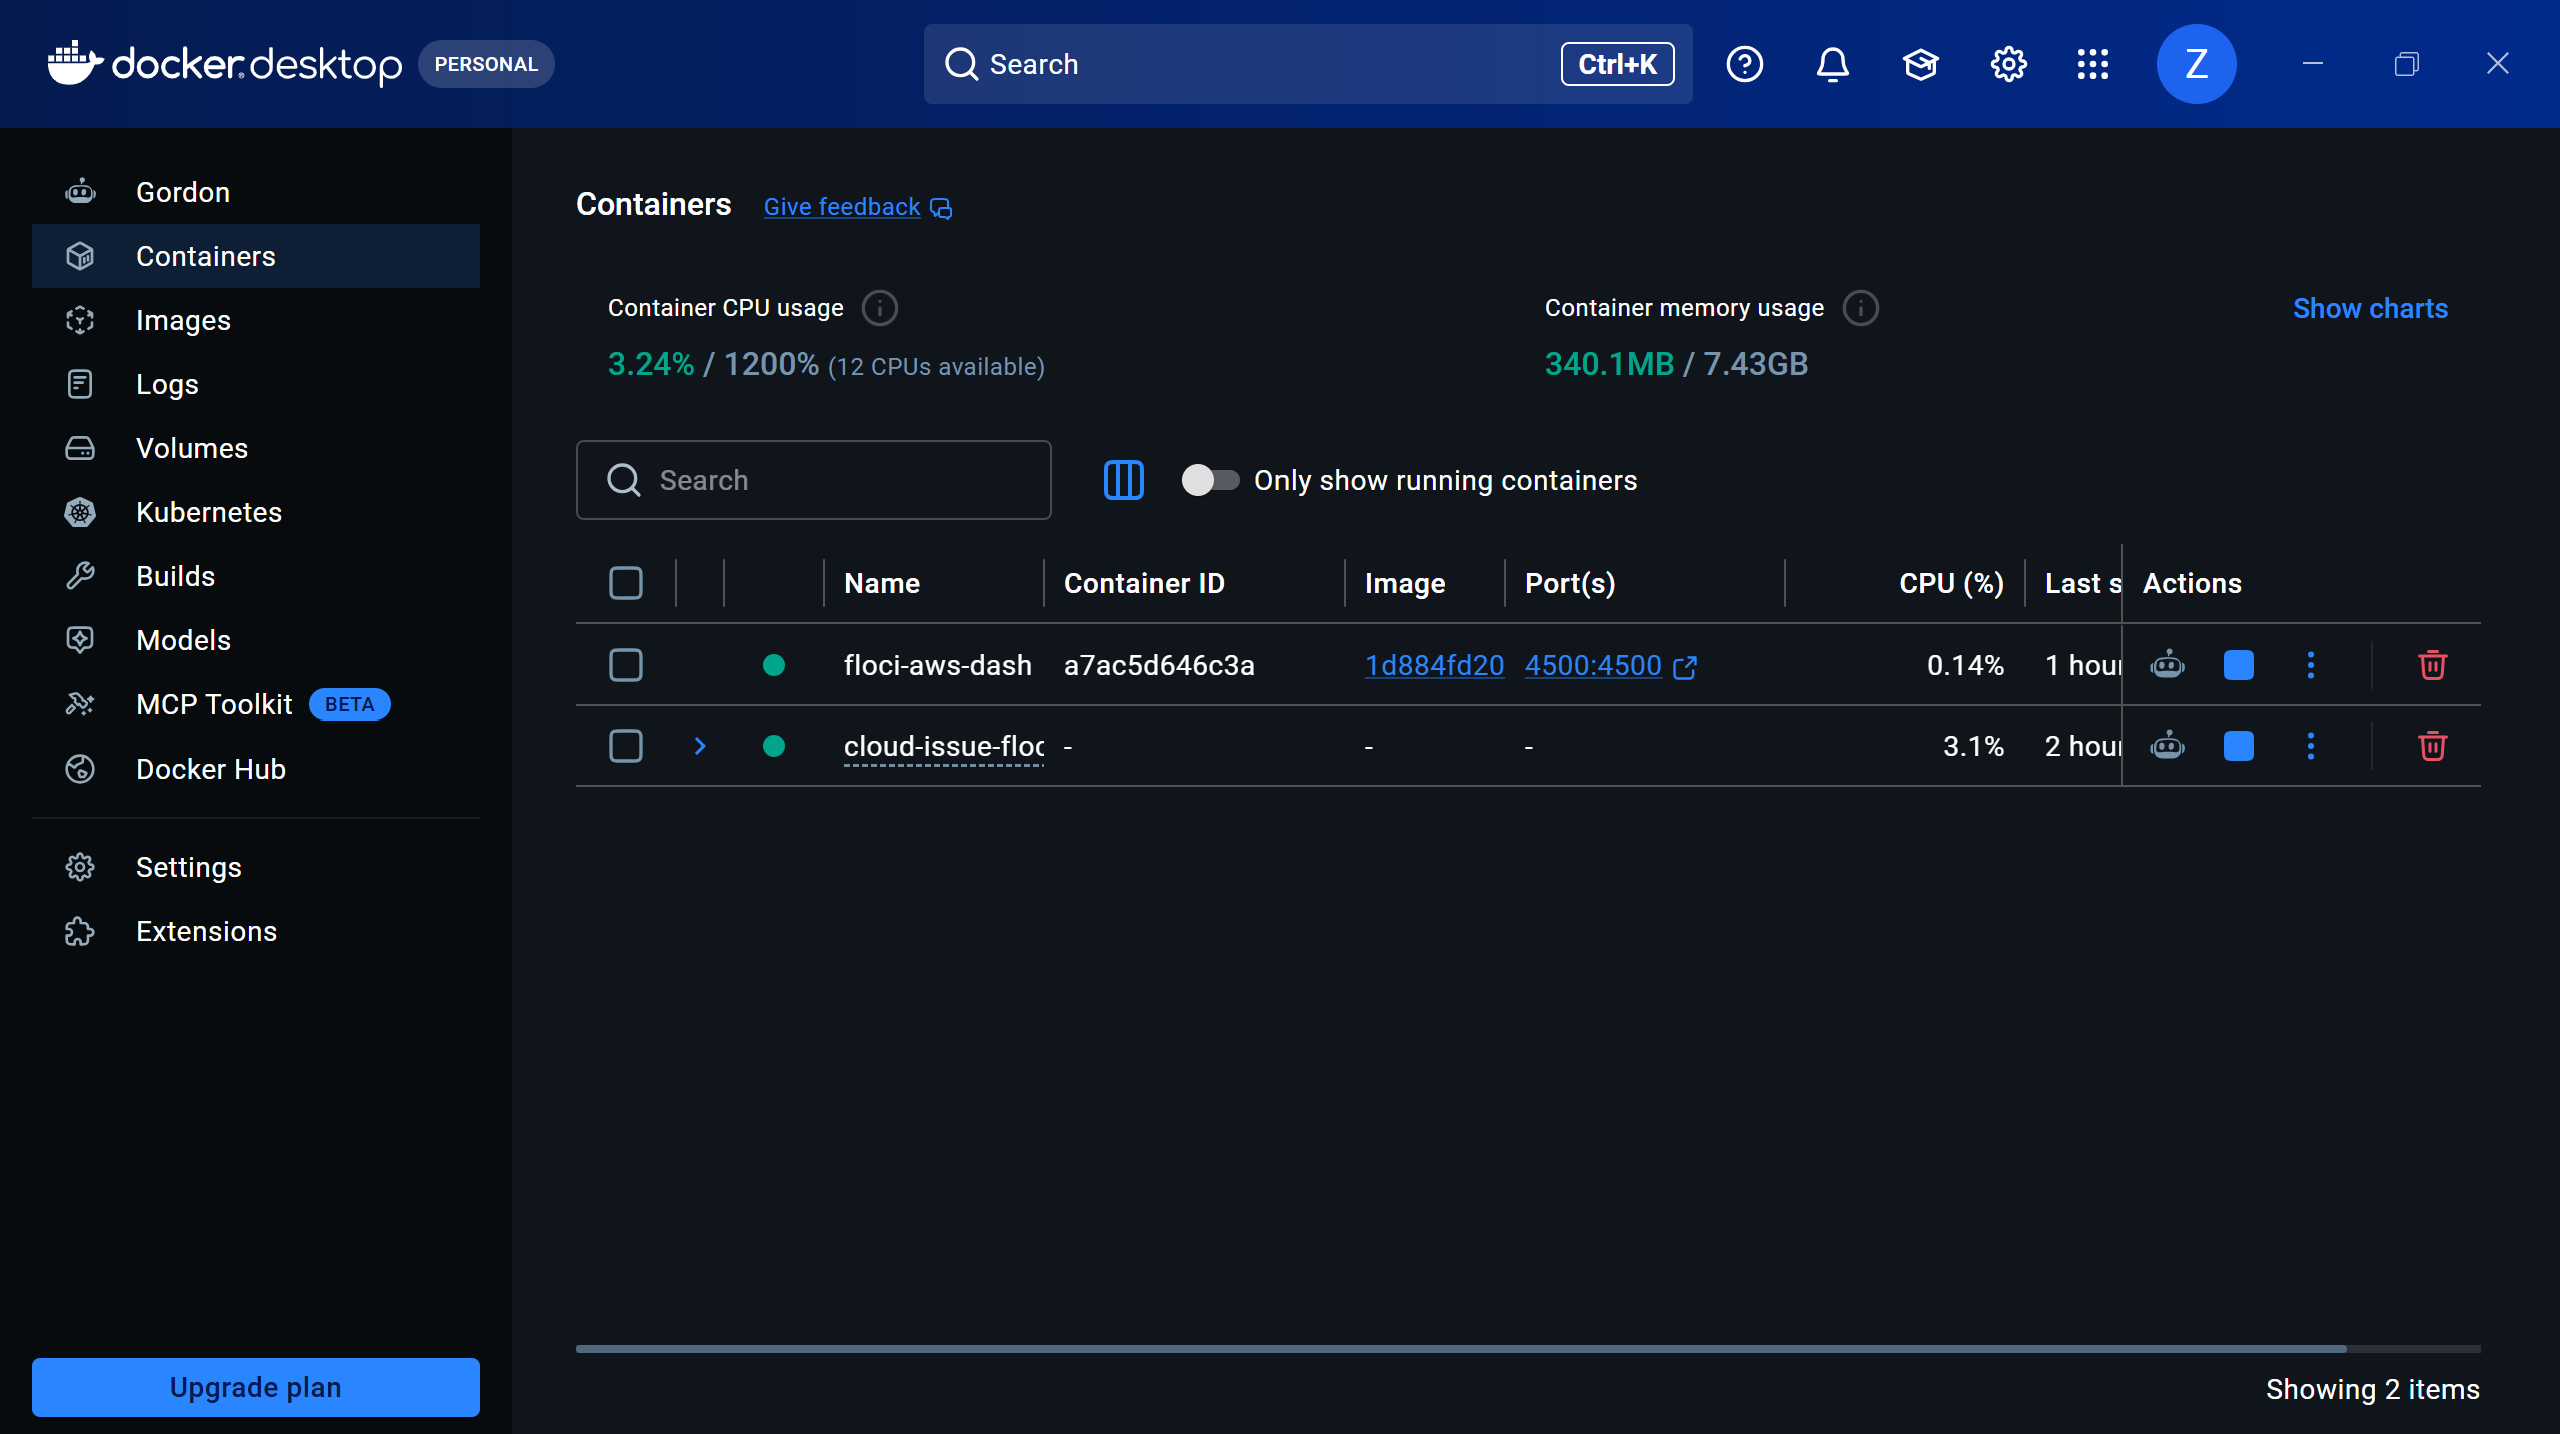 docker.desktop PERSONAL
Search Ctrl+K
Z
Gordon
Containers
Images
Logs
Volumes
Kubernetes
Builds
Models
MCP Toolkit BETA
Docker Hub
Settings
Extensions
Upgrade plan
Containers Give feedback
Container CPU usage
3.24% / 1200% (12 CPUs available)
Container memory usage
340.1MB / 7.43GB
Show charts
Search
Only show running containers
Name Container ID Image Port(s) CPU (%) Last s Actions
floci-aws-dash a7ac5d646c3a 1d884fd20 4500:4500 0.14% 1 hour
cloud-issue-floc - - - 3.1% 2 hour
Showing 2 items